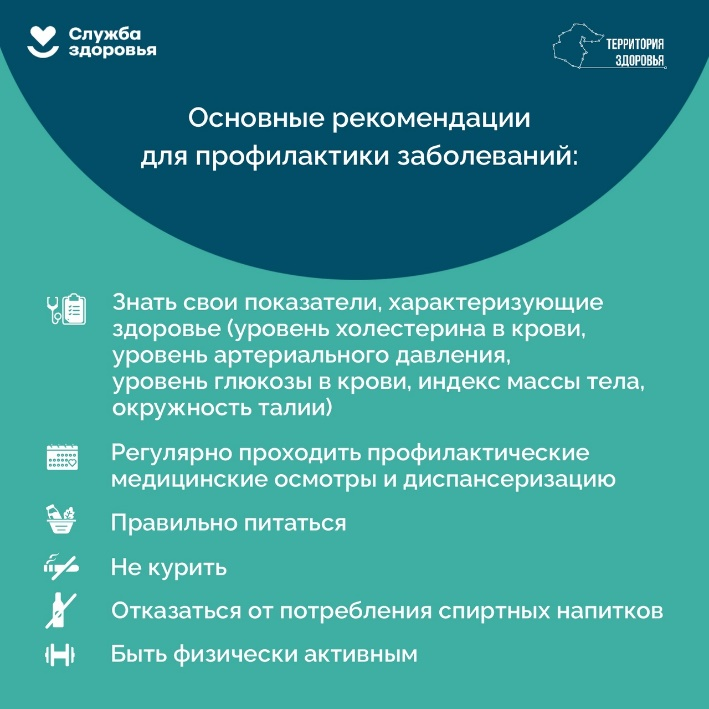 Служба
здоровья
ТЕРРИТОРИЯ
ЗДОРОВЬЯ
Основные рекомендации
для профилактики заболеваний:
Знать свои показатели, характеризующие
здоровье (уровень холестерина в крови,
уровень артериального давления,
уровень глюкозы в крови, индекс массы тела,
окружность талии)
Регулярно проходить профилактические
медицинские осмотры и диспансеризацию
Правильно питаться
Не курить
Отказаться от потребления спиртных напитков
Быть физически активным